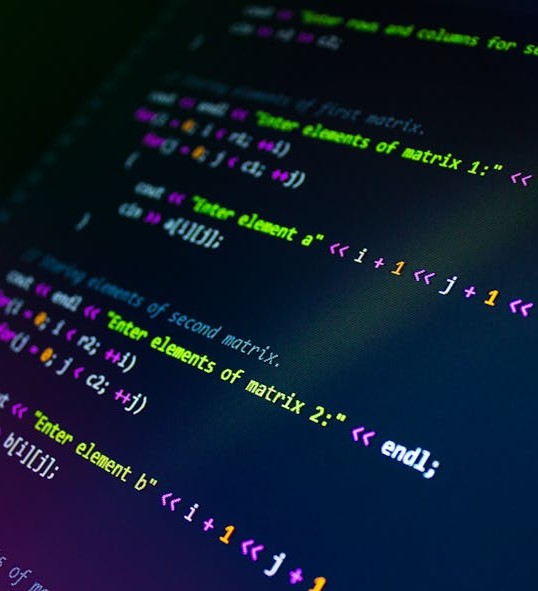 cout << "Enter rows and columns for se
cin >> r2 >> c2;
}
// Storing elements of first matrix.
cout << endl << "Enter elements of matrix 1:" <<
for(i = 0; i < r1; ++i)
for(j = 0; j < c1; ++j)
{
cout << "Enter element a" << i + 1 << j + 1 <<
cin >> a[i][j];
}
// Storing elements of second matrix.
cout << endl << "Enter elements of matrix 2:" << endl;
for(i = 0; i < r2; ++i)
for(j = 0; j < c2; ++j)
<< "Enter element b" << i + 1 << j + 1
b[i][j];
of